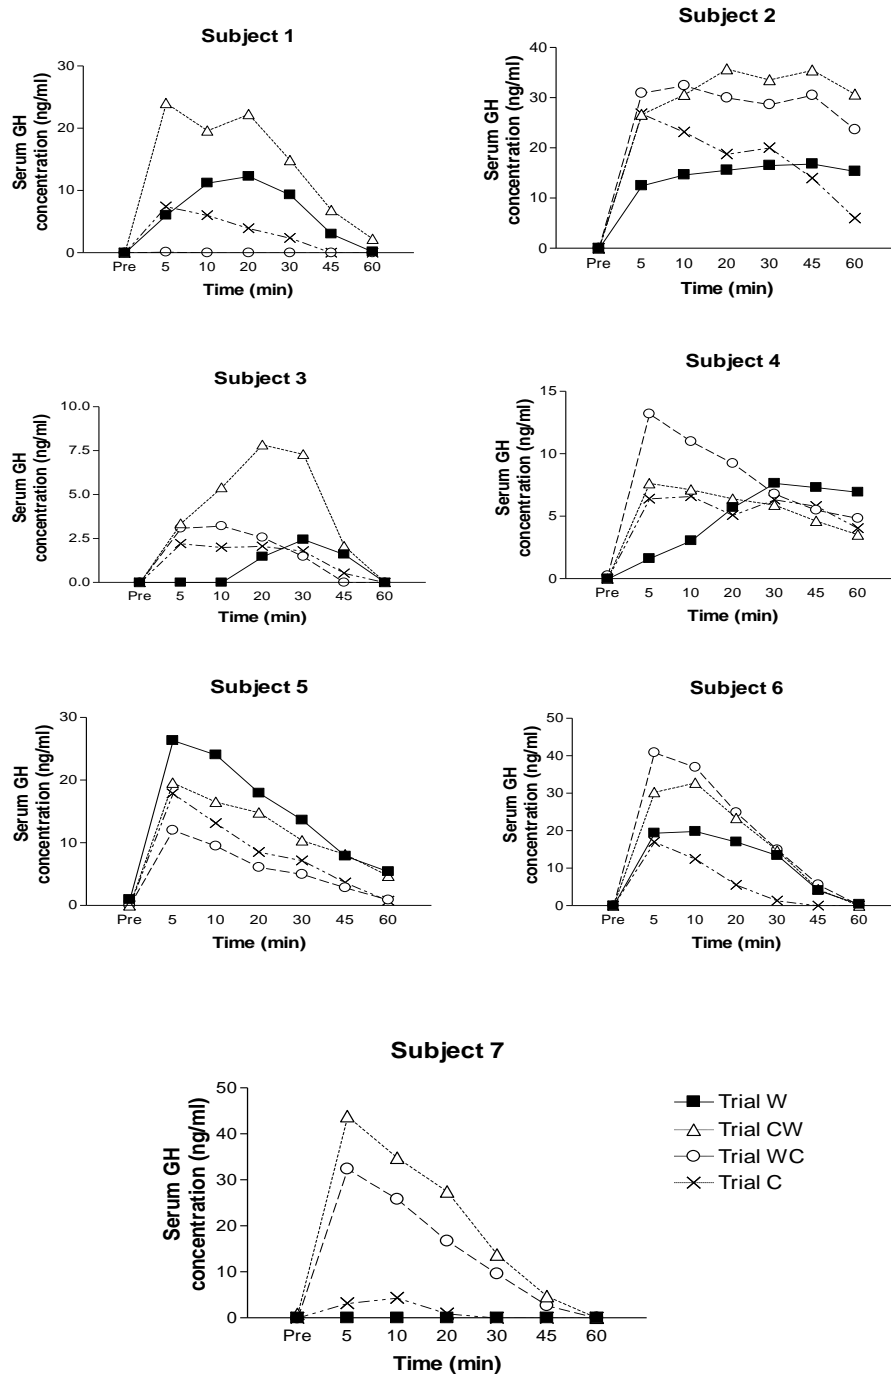 Subject 1
Serum GH
concentration (ng/ml)
30
20
10
0
Pre 5 10 20 30 45 60
Time (min)
Subject 2
Serum GH
concentration (ng/ml)
40
30
20
10
0
Pre 5 10 20 30 45 60
Time (min)
Subject 3
Serum GH
concentration (ng/ml)
10.0
7.5
5.0
2.5
0.0
Pre 5 10 20 30 45 60
Time (min)
Subject 4
Serum GH
concentration (ng/ml)
15
10
5
0
Pre 5 10 20 30 45 60
Time (min)
Subject 5
Serum GH
concentration (ng/ml)
30
20
10
0
Pre 5 10 20 30 45 60
Time (min)
Subject 6
Serum GH
concentration (ng/ml)
50
40
30
20
10
0
Pre 5 10 20 30 45 60
Time (min)
Subject 7
Serum GH
concentration (ng/ml)
50
40
30
20
10
0
Pre 5 10 20 30 45 60
Time (min)
Trial W
Trial CW
Trial WC
Trial C